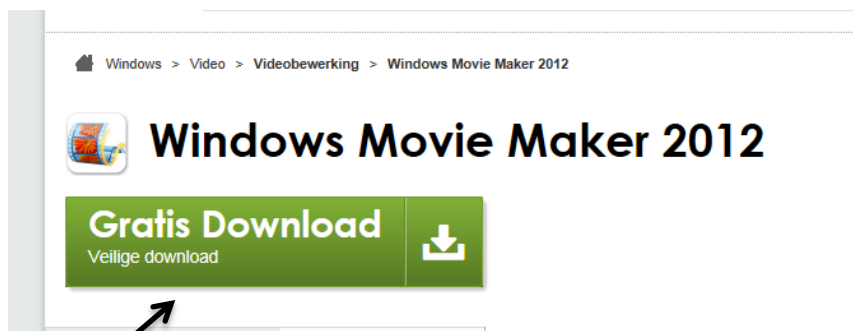 Windows > Video > Videobewerking > Windows Movie Maker 2012
Windows Movie Maker 2012
Gratis Download
Veilige download